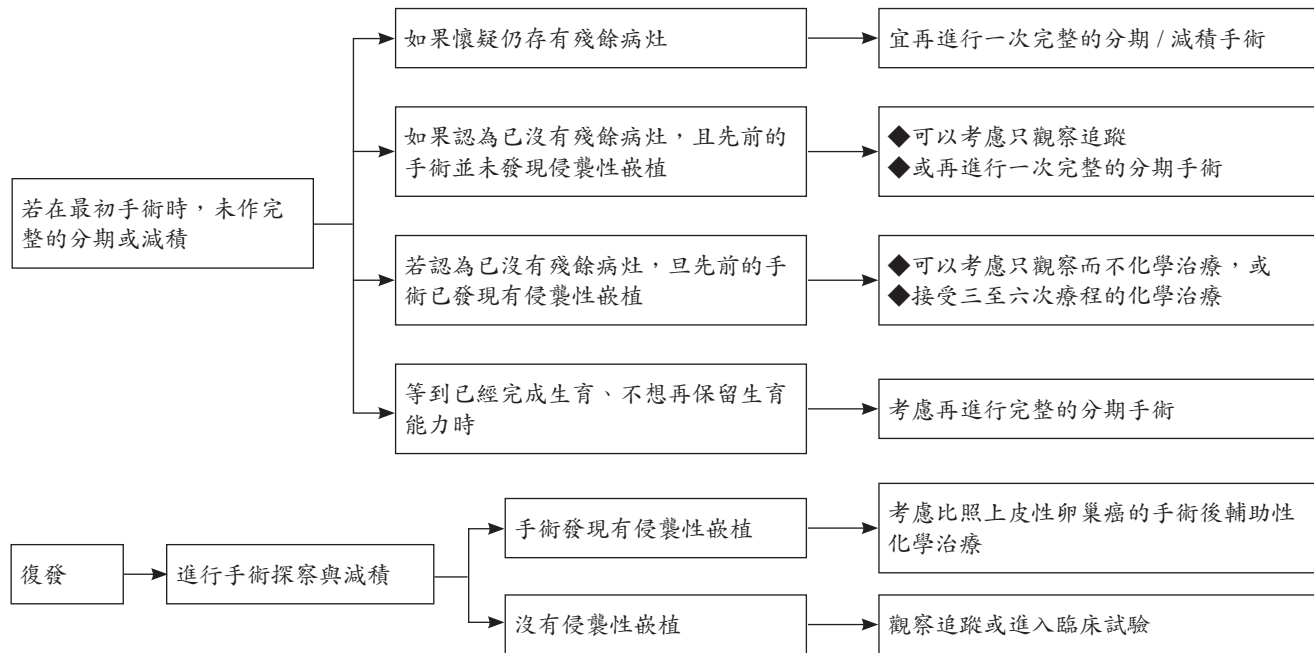 如果懷疑仍存有殘餘病灶
宜再進行一次完整的分期 / 減積手術
如果認為已沒有殘餘病灶，且先前的
手術並未發現侵襲性嵌植
◆可以考慮只觀察追蹤
◆或再進行一次完整的分期手術
若在最初手術時，未作完
整的分期或減積
若認為已沒有殘餘病灶，旦先前的手
術已發現有侵襲性嵌植
◆可以考慮只觀察而不化學治療，或
◆接受三至六次療程的化學治療
等到已經完成生育、不想再保留生育
能力時
考慮再進行完整的分期手術
復發
進行手術探察與減積
手術發現有侵襲性嵌植
考慮比照上皮性卵巢癌的手術後輔助性
化學治療
沒有侵襲性嵌植
觀察追蹤或進入臨床試驗